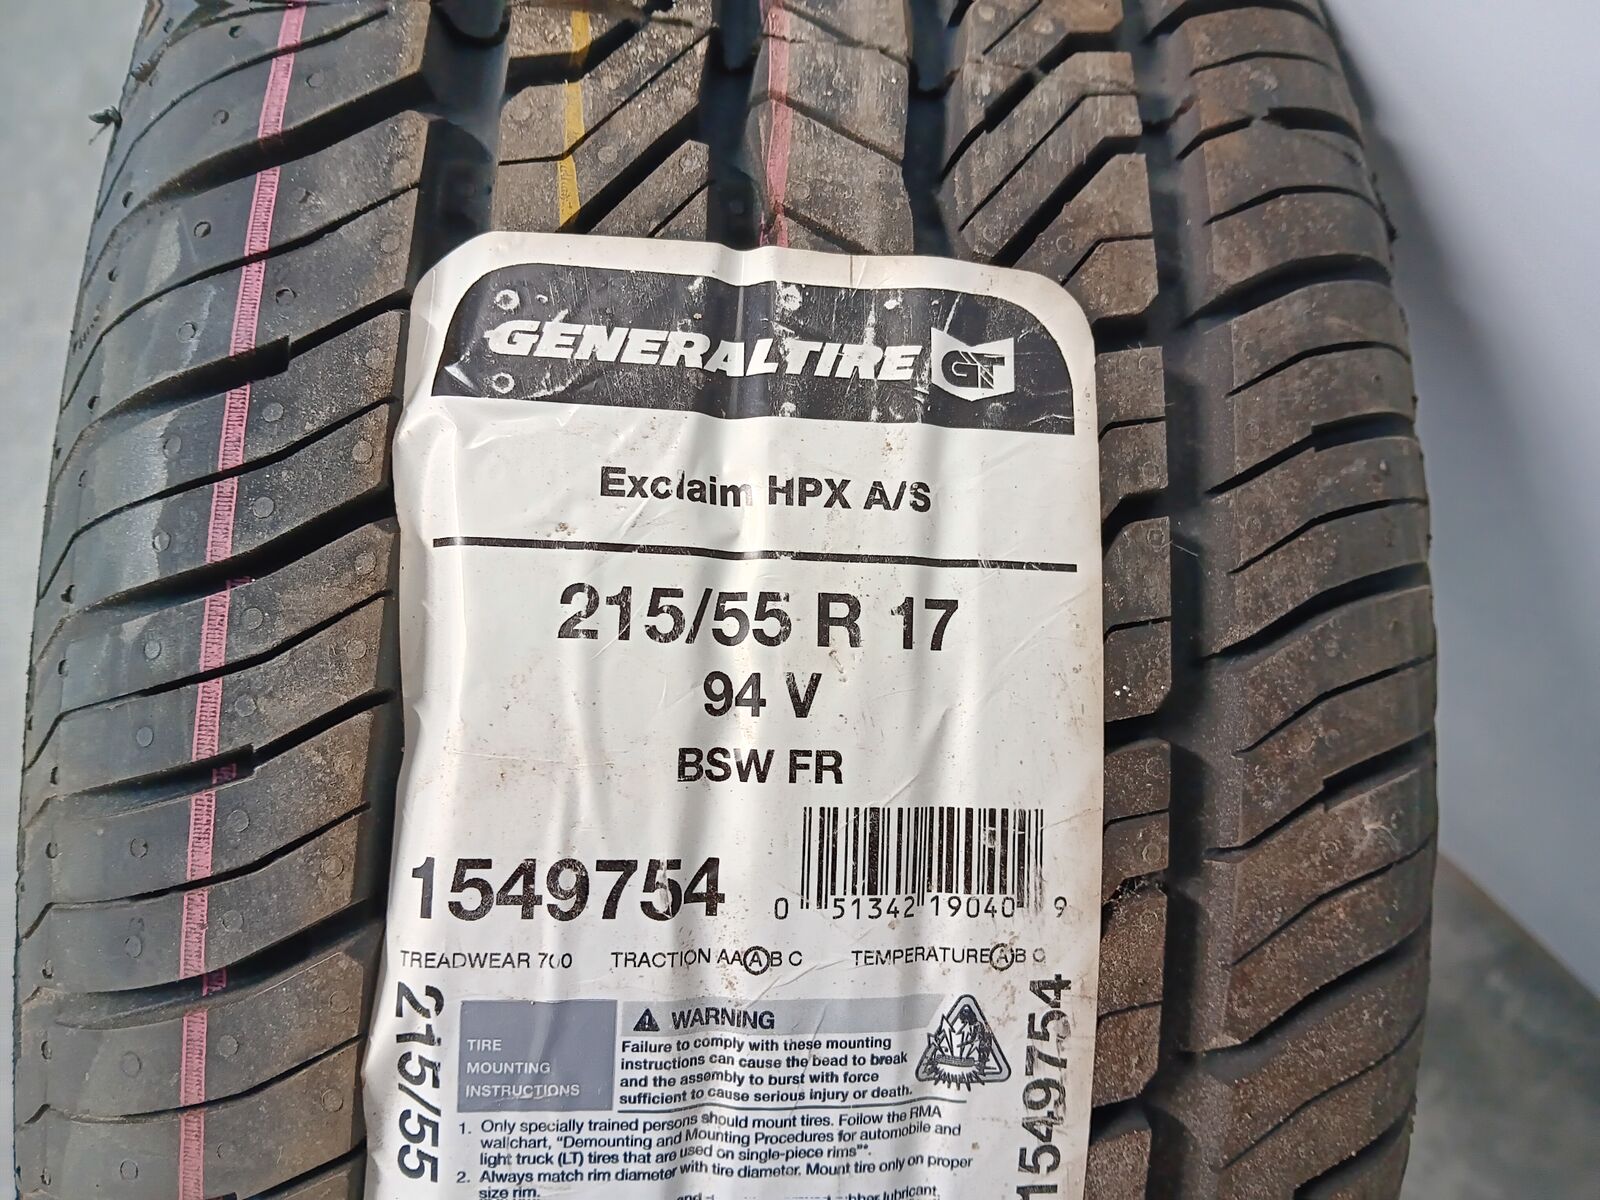 GENERAL TIRE GT
Exclaim HPX A/S
215/55 R 17
94 V
BSW FR
1549754
0 51342 19040 9
TREADWEAR 700 TRACTION AA A B C TEMPERATURE A B C
215/55
1549754
TIRE
MOUNTING
INSTRUCTIONS
WARNING
Failure to comply with these mounting
instructions can cause the bead to break
and the assembly to burst with force
sufficient to cause serious injury or death.
1. Only specially trained persons should mount tires. Follow the RMA
wallchart, "Demounting and Mounting Procedures for automobile and
light truck (LT) tires that are used on single-piece rims"*
2. Always match rim diameter with tire diameter. Mount tire only on proper
size rim.
lubricant